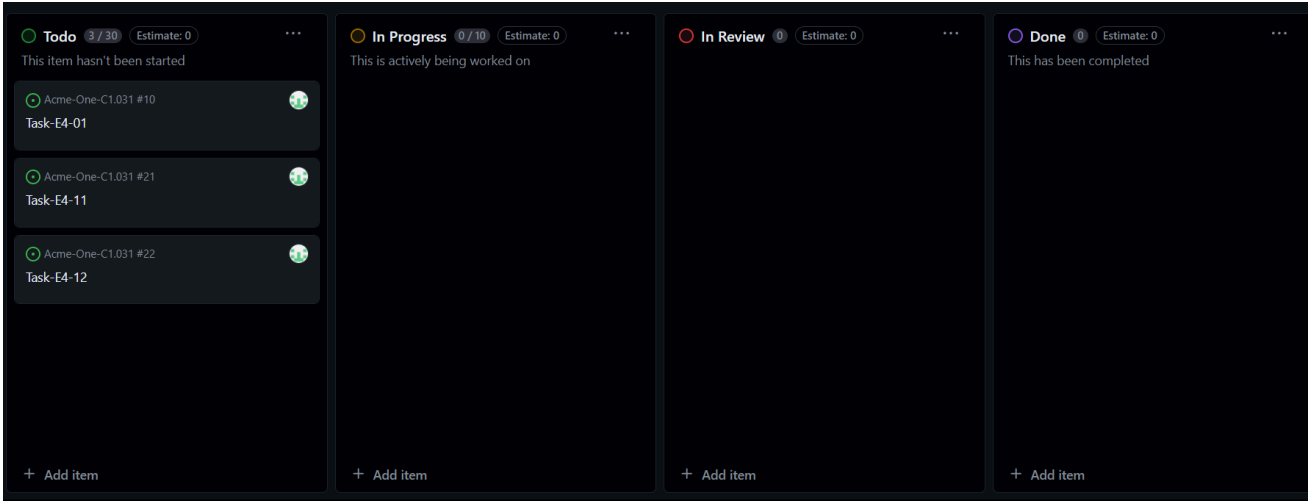 Todo 3 / 30 Estimate: 0
This item hasn't been started
Acme-One-C1.031 #10
Task-E4-01
Acme-One-C1.031 #21
Task-E4-11
Acme-One-C1.031 #22
Task-E4-12
+ Add item
In Progress 0 / 10 Estimate: 0
This is actively being worked on
+ Add item
In Review 0 Estimate: 0
+ Add item
Done 0 Estimate: 0
This has been completed
+ Add item